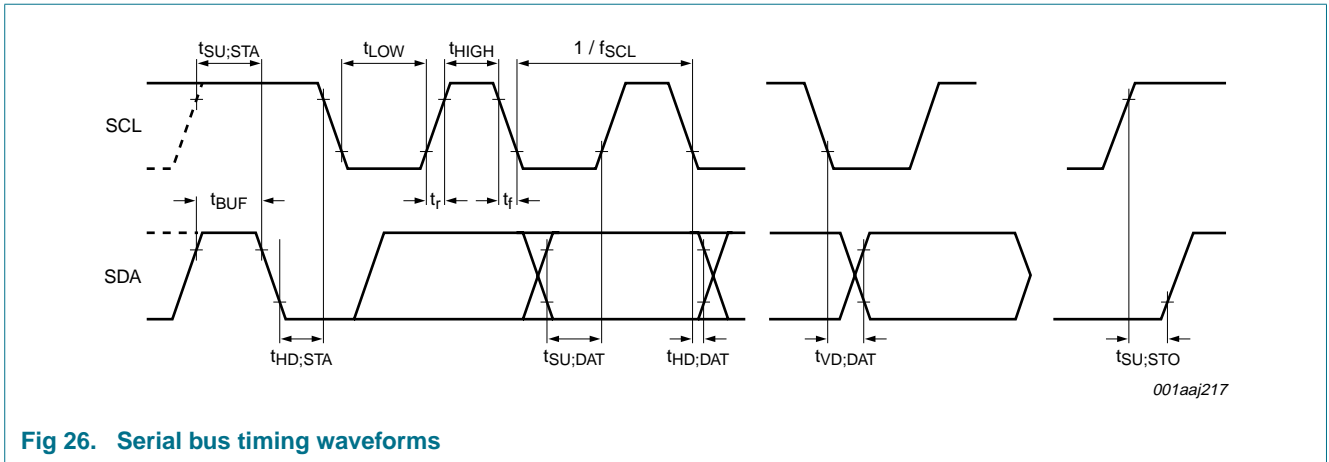 tSU;STA
tLOW
tHIGH
1 / fSCL
SCL
tBUF
tr
tf
SDA
tHD;STA
tSU;DAT
tHD;DAT
tVD;DAT
tSU;STO
001aaj217
Fig 26. Serial bus timing waveforms